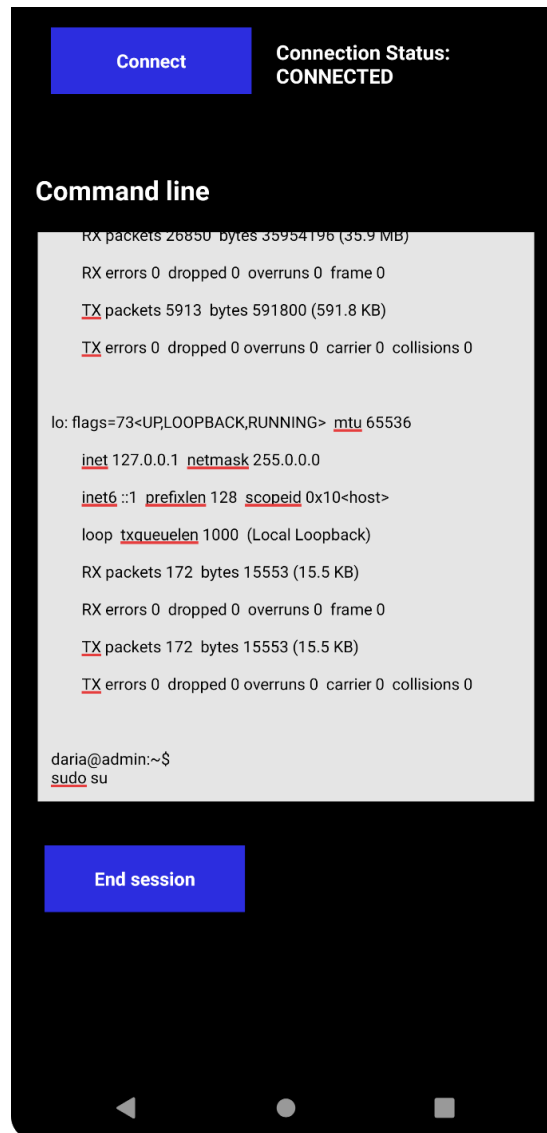 Connect
Connection Status:
CONNECTED
Command line
RX packets 26850  bytes 35954196 (35.9 MB)
RX errors 0  dropped 0  overruns 0  frame 0
TX packets 5913  bytes 591800 (591.8 KB)
TX errors 0  dropped 0 overruns 0  carrier 0  collisions 0
lo: flags=73<UP,LOOPBACK,RUNNING>  mtu 65536
inet 127.0.0.1  netmask 255.0.0.0
inet6 ::1  prefixlen 128  scopeid 0x10<host>
loop  txqueuelen 1000  (Local Loopback)
RX packets 172  bytes 15553 (15.5 KB)
RX errors 0  dropped 0  overruns 0  frame 0
TX packets 172  bytes 15553 (15.5 KB)
TX errors 0  dropped 0 overruns 0  carrier 0  collisions 0
daria@admin:~$
sudo su
End session